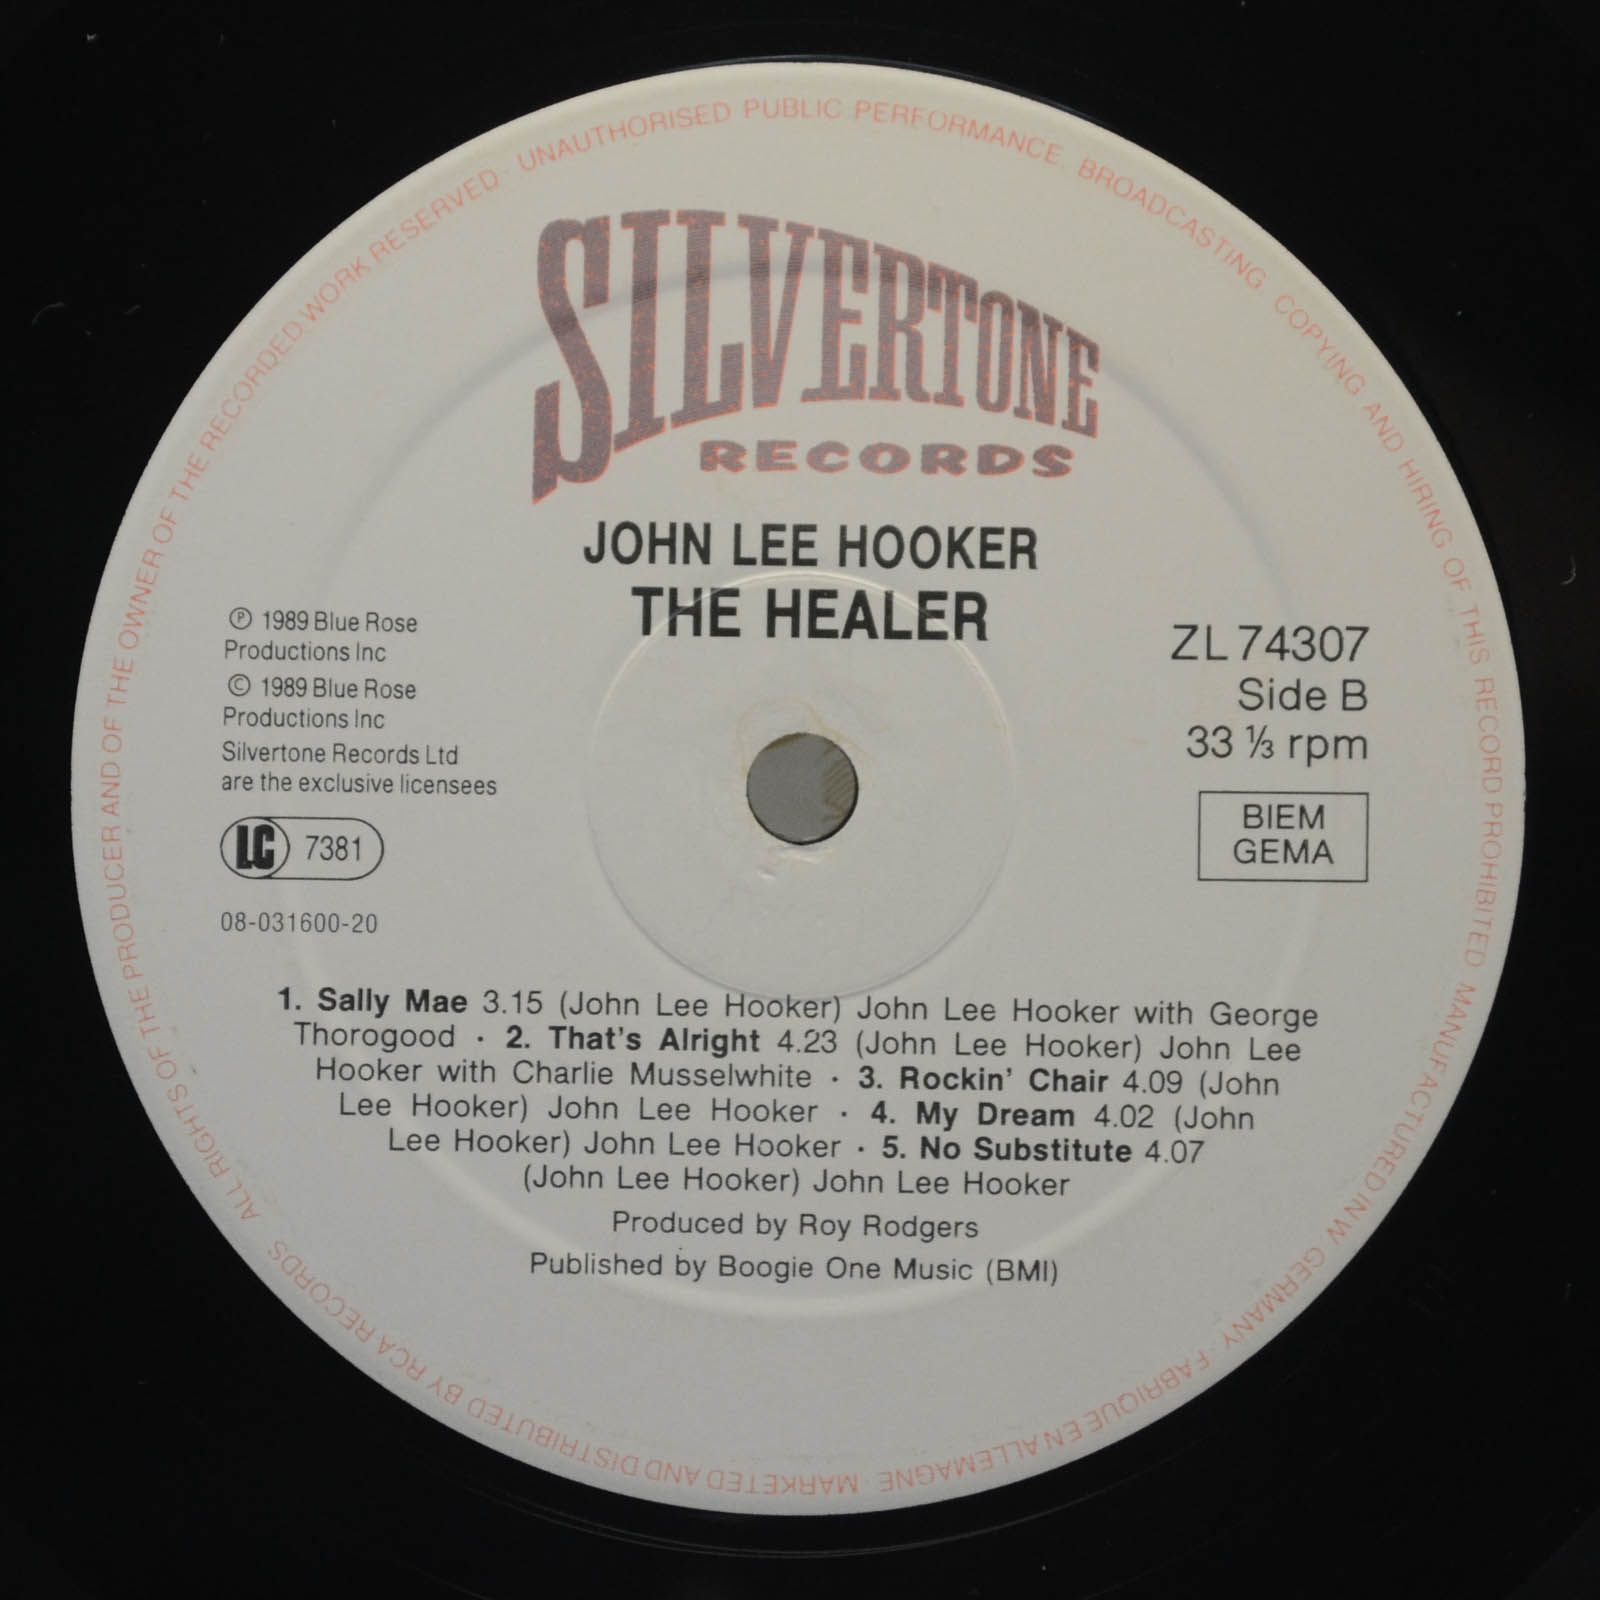 ALL RIGHTS OF THE PRODUCER AND OF THE OWNER OF THE RECORDED WORK RESERVED · UNAUTHORISED PUBLIC PERFORMANCE BROADCASTING COPYING AND HIRING OF THIS RECORD PROHIBITED MANUFACTURED IN W GERMANY · FABRIQUE EN ALLEMAGNE · MARKETED AND DISTRIBUTED BY RCA RECORDS
SILVERTONE
RECORDS
JOHN LEE HOOKER
THE HEALER
℗ 1989 Blue Rose
Productions Inc
© 1989 Blue Rose
Productions Inc
Silvertone Records Ltd
are the exclusive licensees
LC 7381
08-031600-20
ZL 74307
Side B
33 ⅓ rpm
BIEM
GEMA
1. Sally Mae 3.15 (John Lee Hooker) John Lee Hooker with George
Thorogood · 2. That's Alright 4.23 (John Lee Hooker) John Lee
Hooker with Charlie Musselwhite · 3. Rockin' Chair 4.09 (John
Lee Hooker) John Lee Hooker · 4. My Dream 4.02 (John
Lee Hooker) John Lee Hooker · 5. No Substitute 4.07
(John Lee Hooker) John Lee Hooker
Produced by Roy Rodgers
Published by Boogie One Music (BMI)